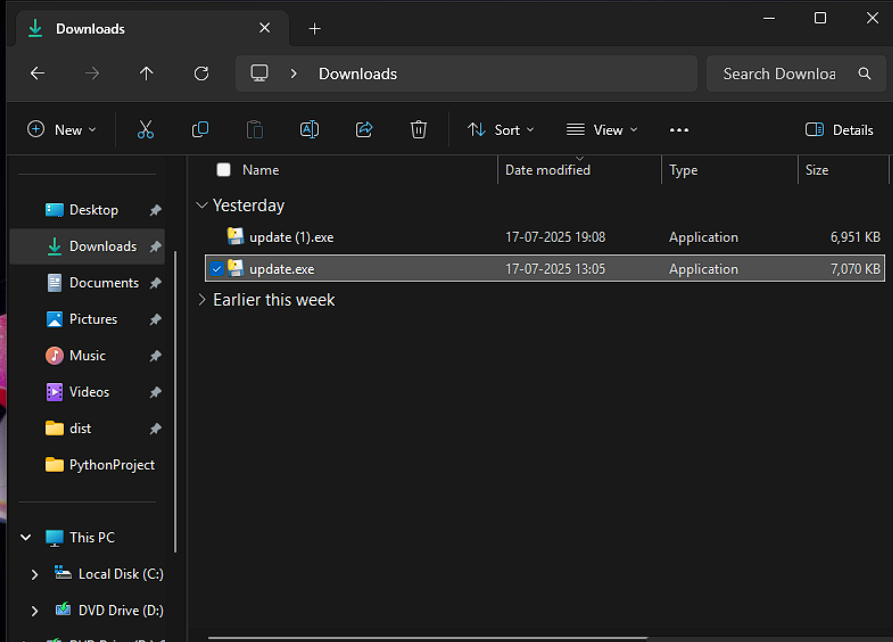 Downloads
Downloads
Search Downloa
New
Sort
View
Details
Name Date modified Type Size
Desktop
Downloads
Documents
Pictures
Music
Videos
dist
PythonProject
This PC
Local Disk (C:)
DVD Drive (D:)
Yesterday
update (1).exe 17-07-2025 19:08 Application 6,951 KB
update.exe 17-07-2025 13:05 Application 7,070 KB
Earlier this week